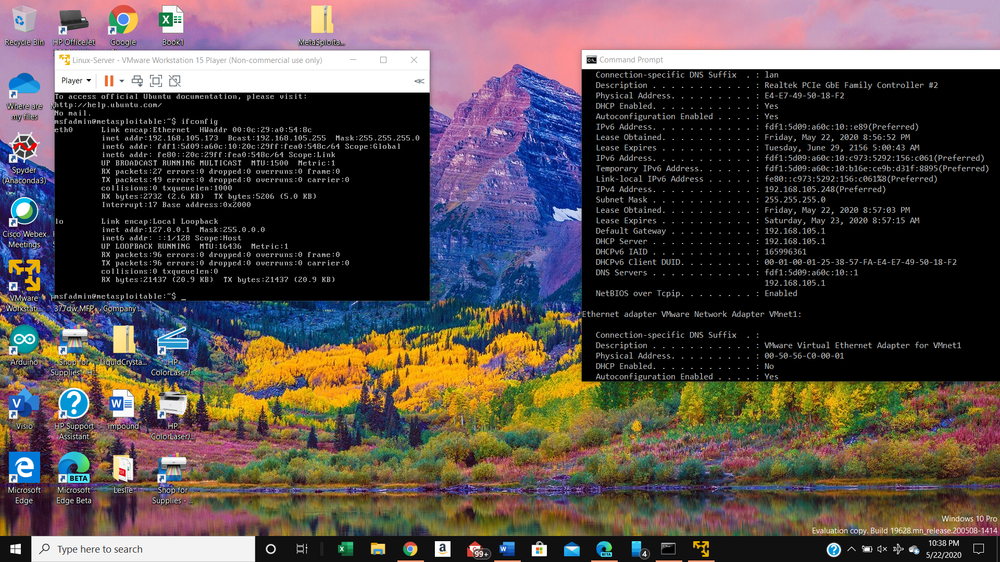 Recycle Bin
HP OfficeJet
Google
Book1
MetaSploita...
Linux-Server - VMware Workstation 15 Player (Non-commercial use only)
Player
To access official Ubuntu documentation, please visit:
http://help.ubuntu.com/
No mail.
msfadmin@metasploitable:~$ ifconfig
eth0 Link encap:Ethernet HWaddr 00:0c:29:a0:54:8c
inet addr:192.168.105.173 Bcast:192.168.105.255 Mask:255.255.255.0
inet6 addr: fdf1:5d09:a60c:10:20c:29ff:fea0:548c/64 Scope:Global
inet6 addr: fe80::20c:29ff:fea0:548c/64 Scope:Link
UP BROADCAST RUNNING MULTICAST MTU:1500 Metric:1
RX packets:27 errors:0 dropped:0 overruns:0 frame:0
TX packets:49 errors:0 dropped:0 overruns:0 carrier:0
collisions:0 txqueuelen:1000
RX bytes:2732 (2.6 KB) TX bytes:5206 (5.0 KB)
Interrupt:17 Base address:0x2000
lo Link encap:Local Loopback
inet addr:127.0.0.1 Mask:255.0.0.0
inet6 addr: ::1/128 Scope:Host
UP LOOPBACK RUNNING MTU:16436 Metric:1
RX packets:96 errors:0 dropped:0 overruns:0 frame:0
TX packets:96 errors:0 dropped:0 overruns:0 carrier:0
collisions:0 txqueuelen:0
RX bytes:21437 (20.9 KB) TX bytes:21437 (20.9 KB)
msfadmin@metasploitable:~$ _
Command Prompt
Connection-specific DNS Suffix . : lan
Description . . . . . . . . . . . : Realtek PCIe GbE Family Controller #2
Physical Address. . . . . . . . . : E4-E7-49-50-18-F2
DHCP Enabled. . . . . . . . . . . : Yes
Autoconfiguration Enabled . . . . : Yes
IPv6 Address. . . . . . . . . . . : fdf1:5d09:a60c:10::e89(Preferred)
Lease Obtained. . . . . . . . . . : Friday, May 22, 2020 8:56:52 PM
Lease Expires . . . . . . . . . . : Tuesday, June 29, 2156 5:00:43 AM
IPv6 Address. . . . . . . . . . . : fdf1:5d09:a60c:10:c973:5292:156:c061(Preferred)
Temporary IPv6 Address. . . . . . : fdf1:5d09:a60c:10:b16e:ce9b:d31f:8895(Preferred)
Link-local IPv6 Address . . . . . : fe80::c973:5292:156:c061%8(Preferred)
IPv4 Address. . . . . . . . . . . : 192.168.105.248(Preferred)
Subnet Mask . . . . . . . . . . . : 255.255.255.0
Lease Obtained. . . . . . . . . . : Friday, May 22, 2020 8:57:03 PM
Lease Expires . . . . . . . . . . : Saturday, May 23, 2020 8:57:15 AM
Default Gateway . . . . . . . . . : 192.168.105.1
DHCP Server . . . . . . . . . . . : 192.168.105.1
DHCPv6 IAID . . . . . . . . . . . : 165996361
DHCPv6 Client DUID. . . . . . . . : 00-01-00-01-25-38-57-FA-E4-E7-49-50-18-F2
DNS Servers . . . . . . . . . . . : fdf1:5d09:a60c:10::1
192.168.105.1
NetBIOS over Tcpip. . . . . . . . : Enabled
Ethernet adapter VMware Network Adapter VMnet1:
Connection-specific DNS Suffix . :
Description . . . . . . . . . . . : VMware Virtual Ethernet Adapter for VMnet1
Physical Address. . . . . . . . . : 00-50-56-C0-00-01
DHCP Enabled. . . . . . . . . . . : No
Autoconfiguration Enabled . . . . : Yes
Where are
my files
Spyder
(Anaconda3)
Cisco Webex
Meetings
VMware
Workstati...
377dw MFP
Company ...
Arduino
Shop for
Supplies - H...
LiquidCrysta...
HP
ColorLaserJ...
Visio
HP Support
Assistant
impound
HP
ColorLaserJ...
Microsoft
Edge
BETA
Microsoft
Edge Beta
PDF
Leslie
Shop for
Supplies - ...
Windows 10 Pro
Evaluation copy. Build 19628.mn_release.200508-1414
Type here to search
99+
BETA
4
10:38 PM
5/22/2020